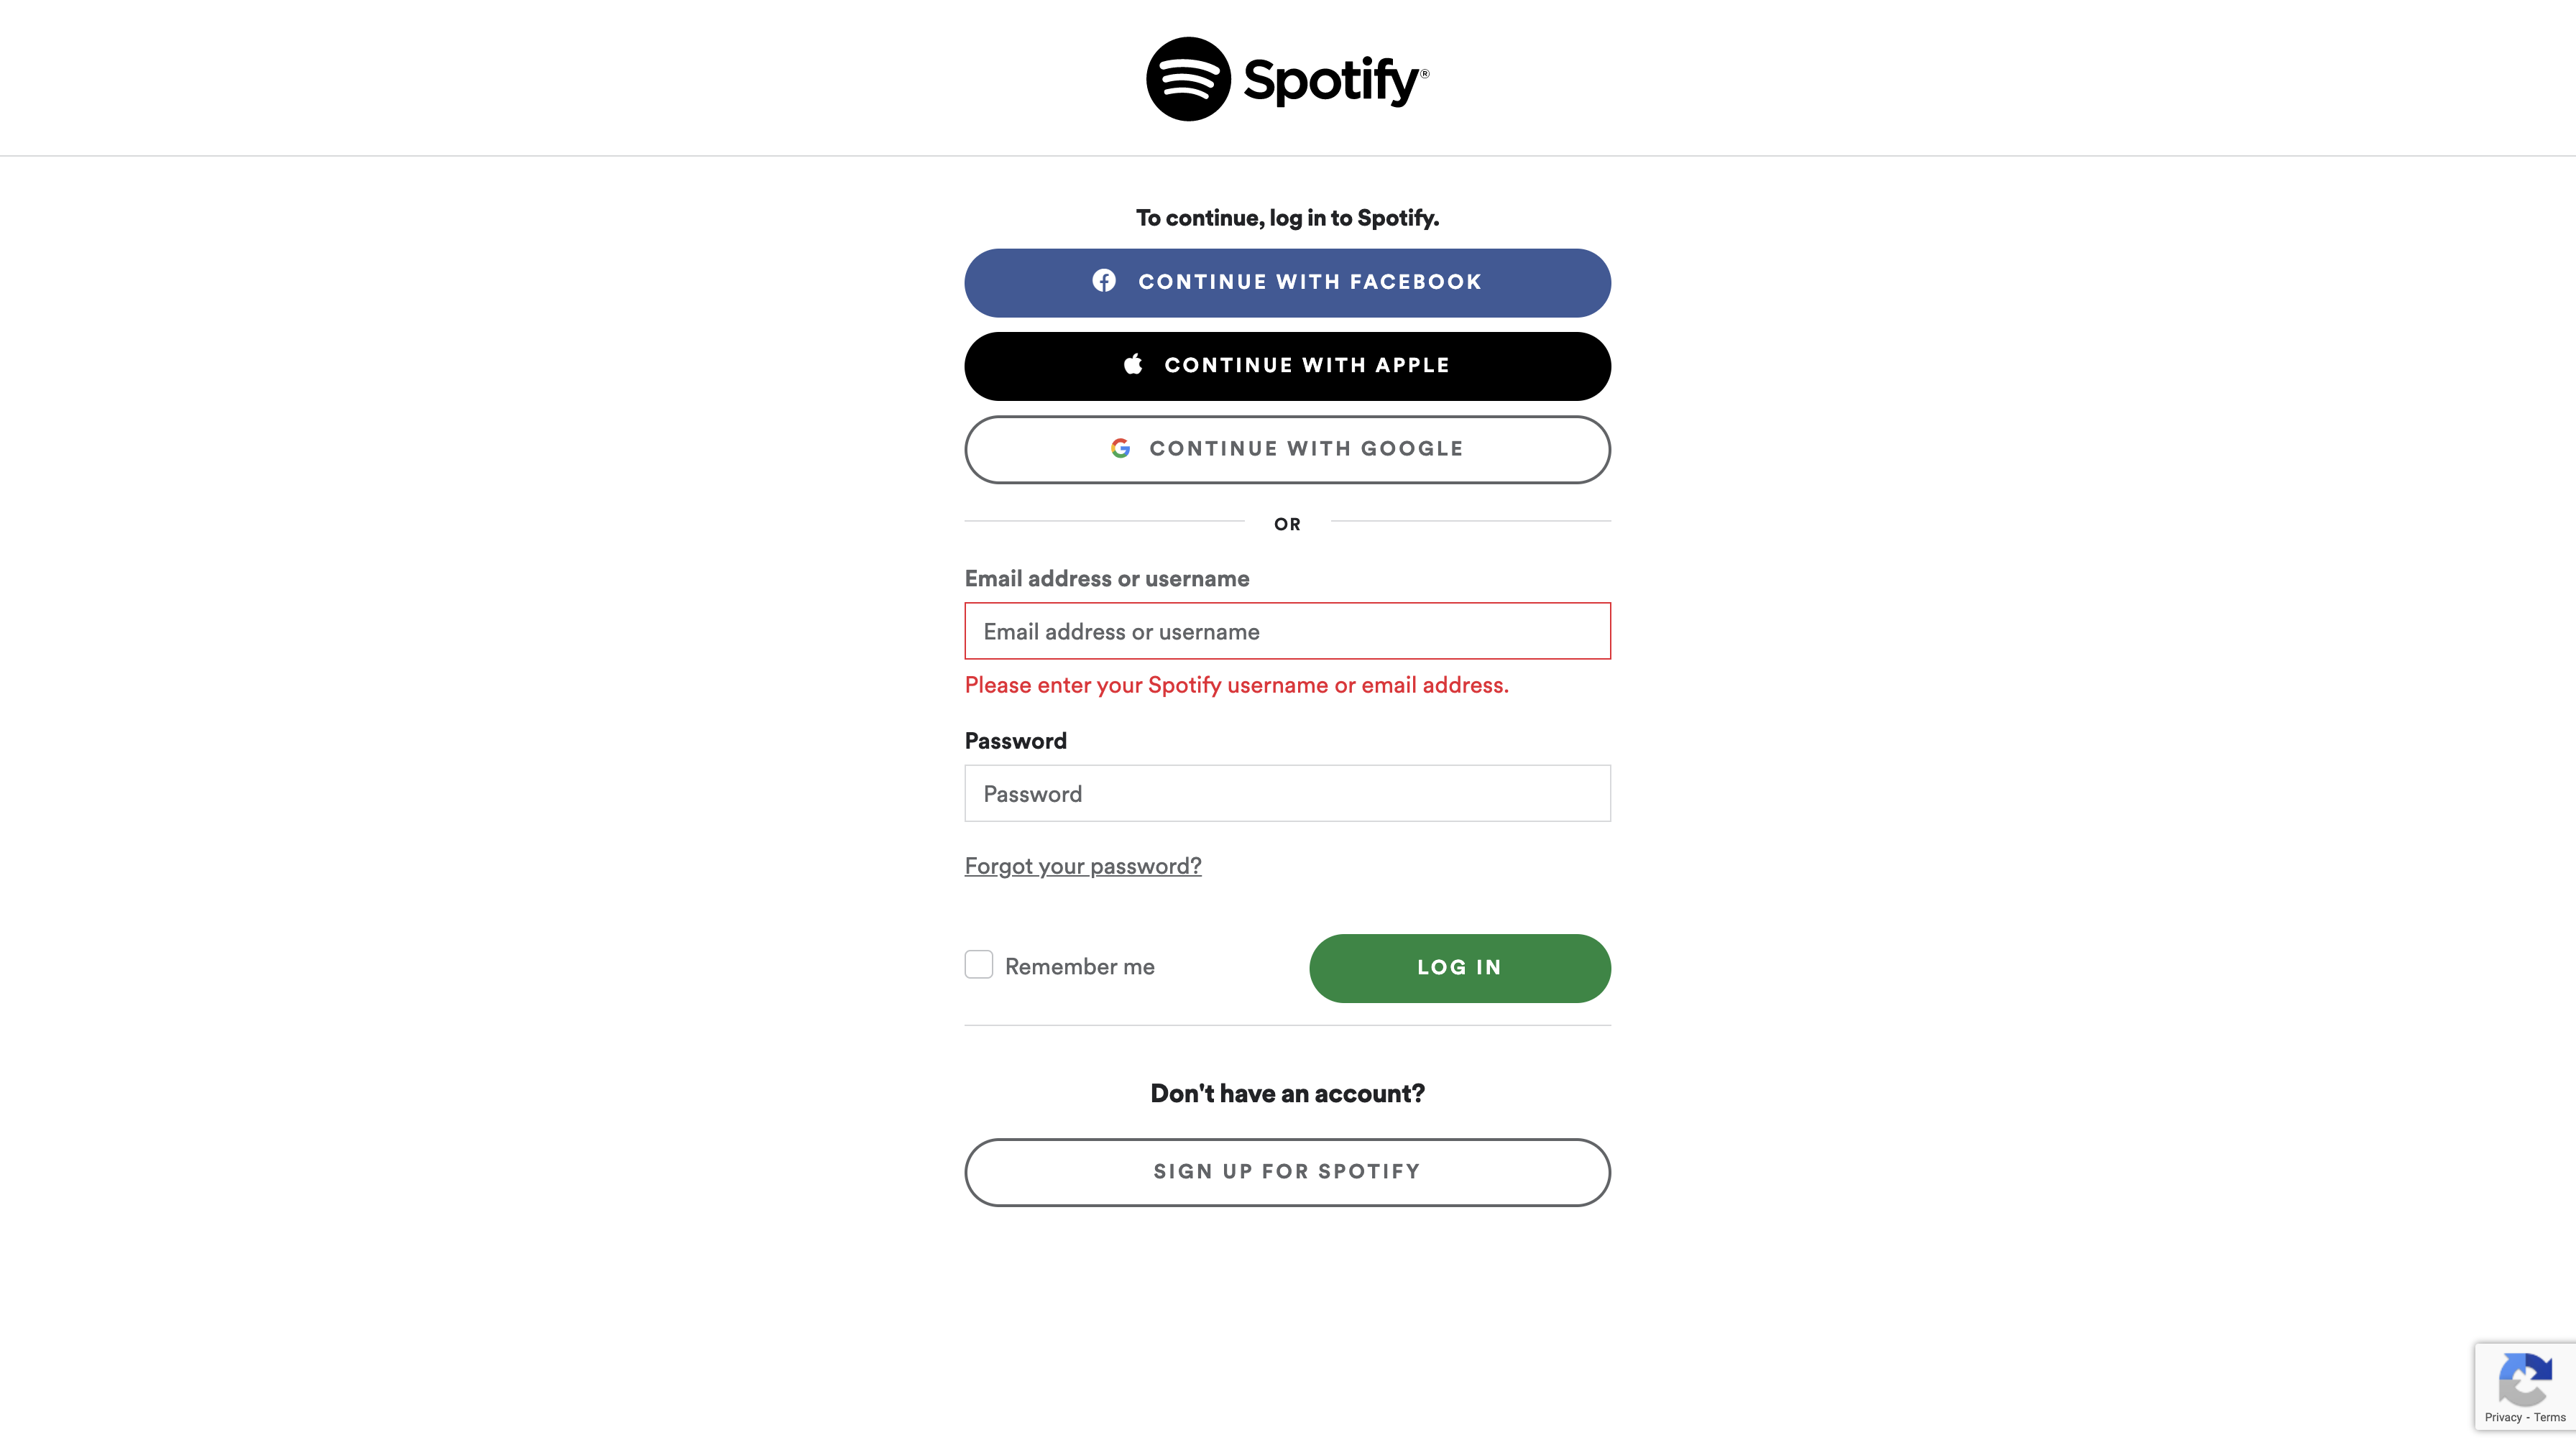 Spotify®
To continue, log in to Spotify.
CONTINUE WITH FACEBOOK
CONTINUE WITH APPLE
CONTINUE WITH GOOGLE
OR
Email address or username
Email address or username
Please enter your Spotify username or email address.
Password
Password
Forgot your password?
Remember me
LOG IN
Don't have an account?
SIGN UP FOR SPOTIFY
Privacy - Terms